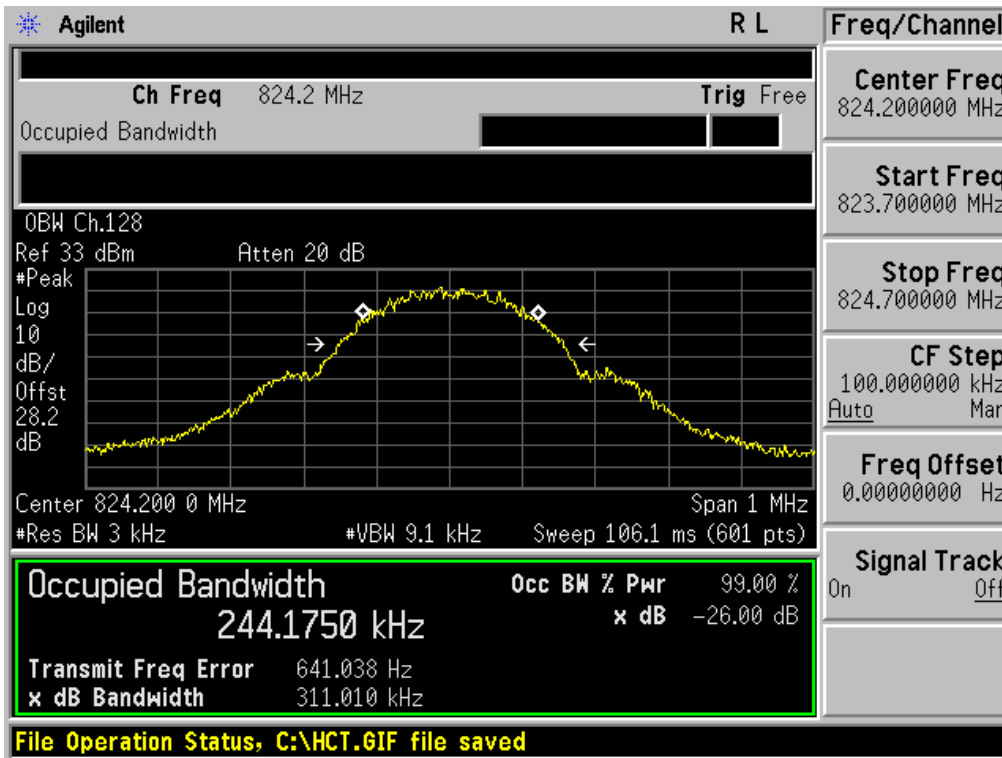 Agilent R L
Ch Freq 824.2 MHz Trig Free
Occupied Bandwidth
OBW Ch.128
Ref 33 dBm Atten 20 dB
#Peak
Log
10
dB/
Offst
28.2
dB
Center 824.200 0 MHz Span 1 MHz
#Res BW 3 kHz #VBW 9.1 kHz Sweep 106.1 ms (601 pts)
Occupied Bandwidth
244.1750 kHz
Occ BW % Pwr 99.00 %
x dB -26.00 dB
Transmit Freq Error 641.038 Hz
x dB Bandwidth 311.010 kHz
File Operation Status, C:\HCT.GIF file saved
Freq/Channel
Center Freq
824.200000 MHz
Start Freq
823.700000 MHz
Stop Freq
824.700000 MHz
CF Step
100.000000 kHz
Auto Man
Freq Offset
0.00000000 Hz
Signal Track
On Off